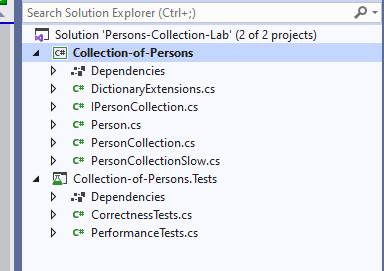 Search Solution Explorer (Ctrl+;)
Solution 'Persons-Collection-Lab' (2 of 2 projects)
C# Collection-of-Persons
Dependencies
C# DictionaryExtensions.cs
C# IPersonCollection.cs
C# Person.cs
C# PersonCollection.cs
C# PersonCollectionSlow.cs
Collection-of-Persons.Tests
Dependencies
C# CorrectnessTests.cs
C# PerformanceTests.cs